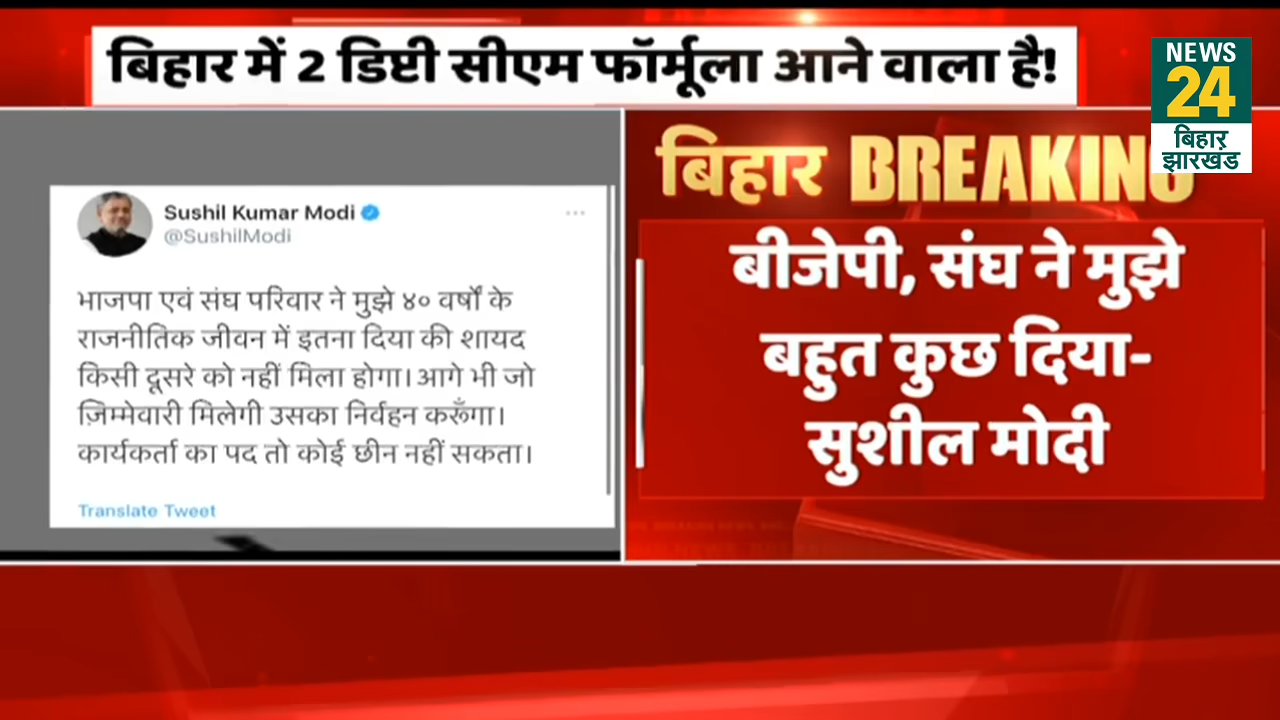 बिहार में 2 डिप्टी सीएम फॉर्मूला आने वाला है!
NEWS
24
बिहार
झारखंड
Sushil Kumar Modi
@SushilModi
भाजपा एवं संघ परिवार ने मुझे ४० वर्षों के
राजनीतिक जीवन में इतना दिया की शायद
किसी दूसरे को नहीं मिला होगा।आगे भी जो
ज़िम्मेवारी मिलेगी उसका निर्वहन करूँगा।
कार्यकर्ता का पद तो कोई छीन नहीं सकता।
Translate Tweet
बिहार BREAKING
बीजेपी, संघ ने मुझे
बहुत कुछ दिया-
सुशील मोदी